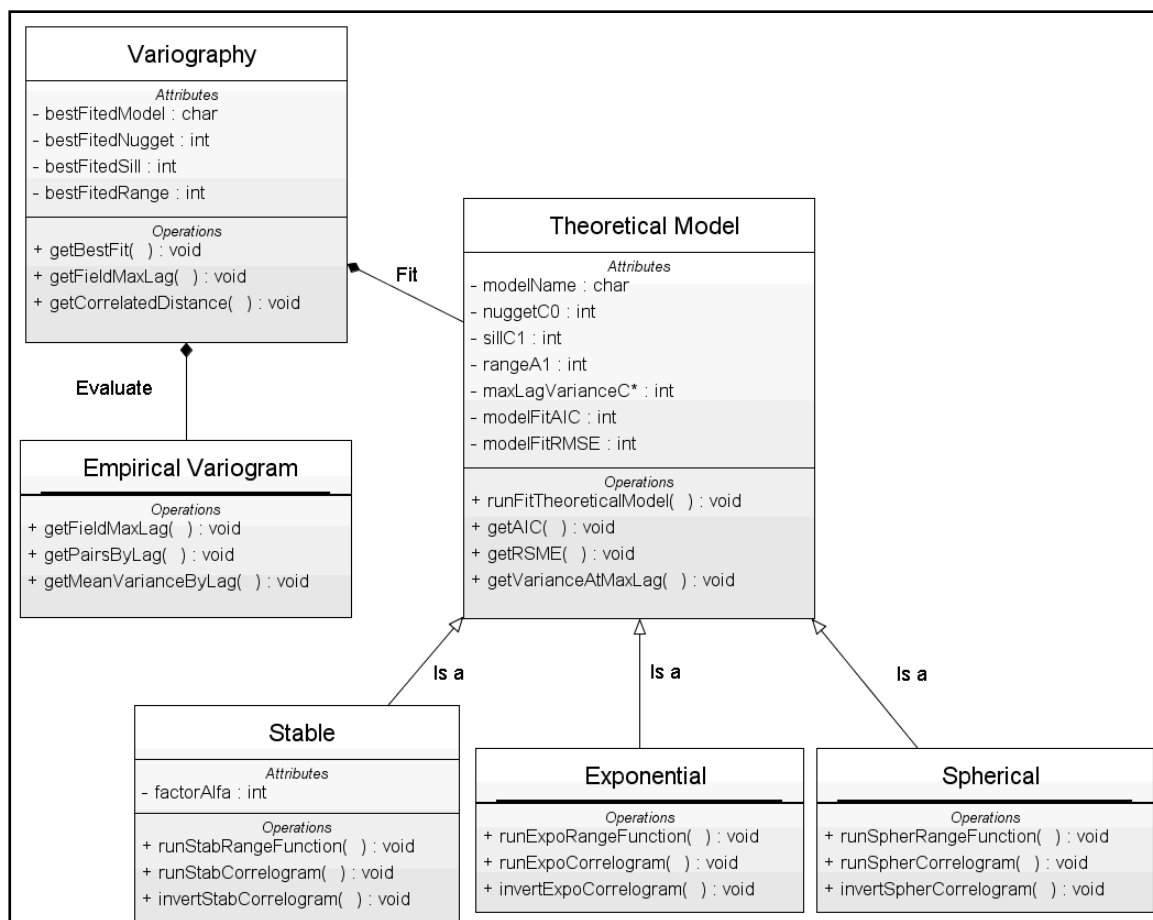 Variography
Attributes
- bestFitedModel : char
- bestFitedNugget : int
- bestFitedSill : int
- bestFitedRange : int
Operations
+ getBestFit( ) : void
+ getFieldMaxLag( ) : void
+ getCorrelatedDistance( ) : void
Fit
Evaluate
Theoretical Model
Attributes
- modelName : char
- nuggetC0 : int
- sillC1 : int
- rangeA1 : int
- maxLagVarianceC* : int
- modelFitAIC : int
- modelFitRMSE : int
Operations
+ runFitTheoreticalModel( ) : void
+ getAIC( ) : void
+ getRSME( ) : void
+ getVarianceAtMaxLag( ) : void
Empirical Variogram
Operations
+ getFieldMaxLag( ) : void
+ getPairsByLag( ) : void
+ getMeanVarianceByLag( ) : void
Is a
Is a
Is a
Stable
Attributes
- factorAlfa : int
Operations
+ runStabRangeFunction( ) : void
+ runStabCorrelogram( ) : void
+ invertStabCorrelogram( ) : void
Exponential
Operations
+ runExpoRangeFunction( ) : void
+ runExpoCorrelogram( ) : void
+ invertExpoCorrelogram( ) : void
Spherical
Operations
+ runSpherRangeFunction( ) : void
+ runSpherCorrelogram( ) : void
+ invertSpherCorrelogram( ) : void